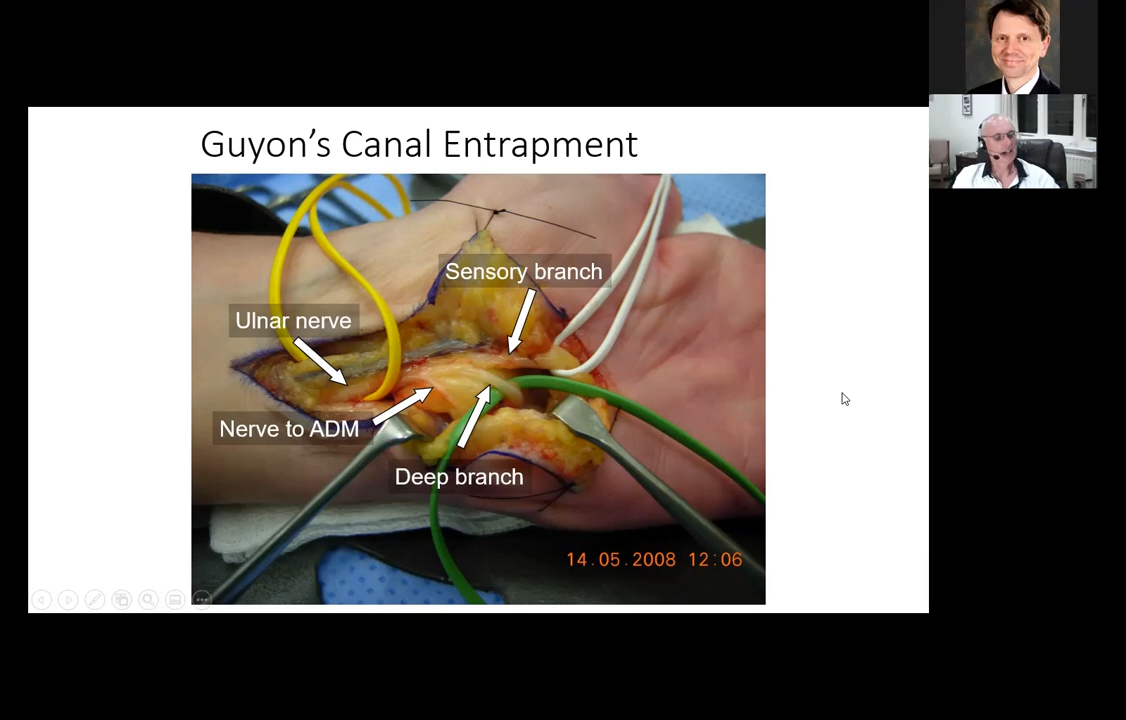 Guyon's Canal Entrapment
Sensory branch
Ulnar nerve
Nerve to ADM
Deep branch
14.05.2008 12:06